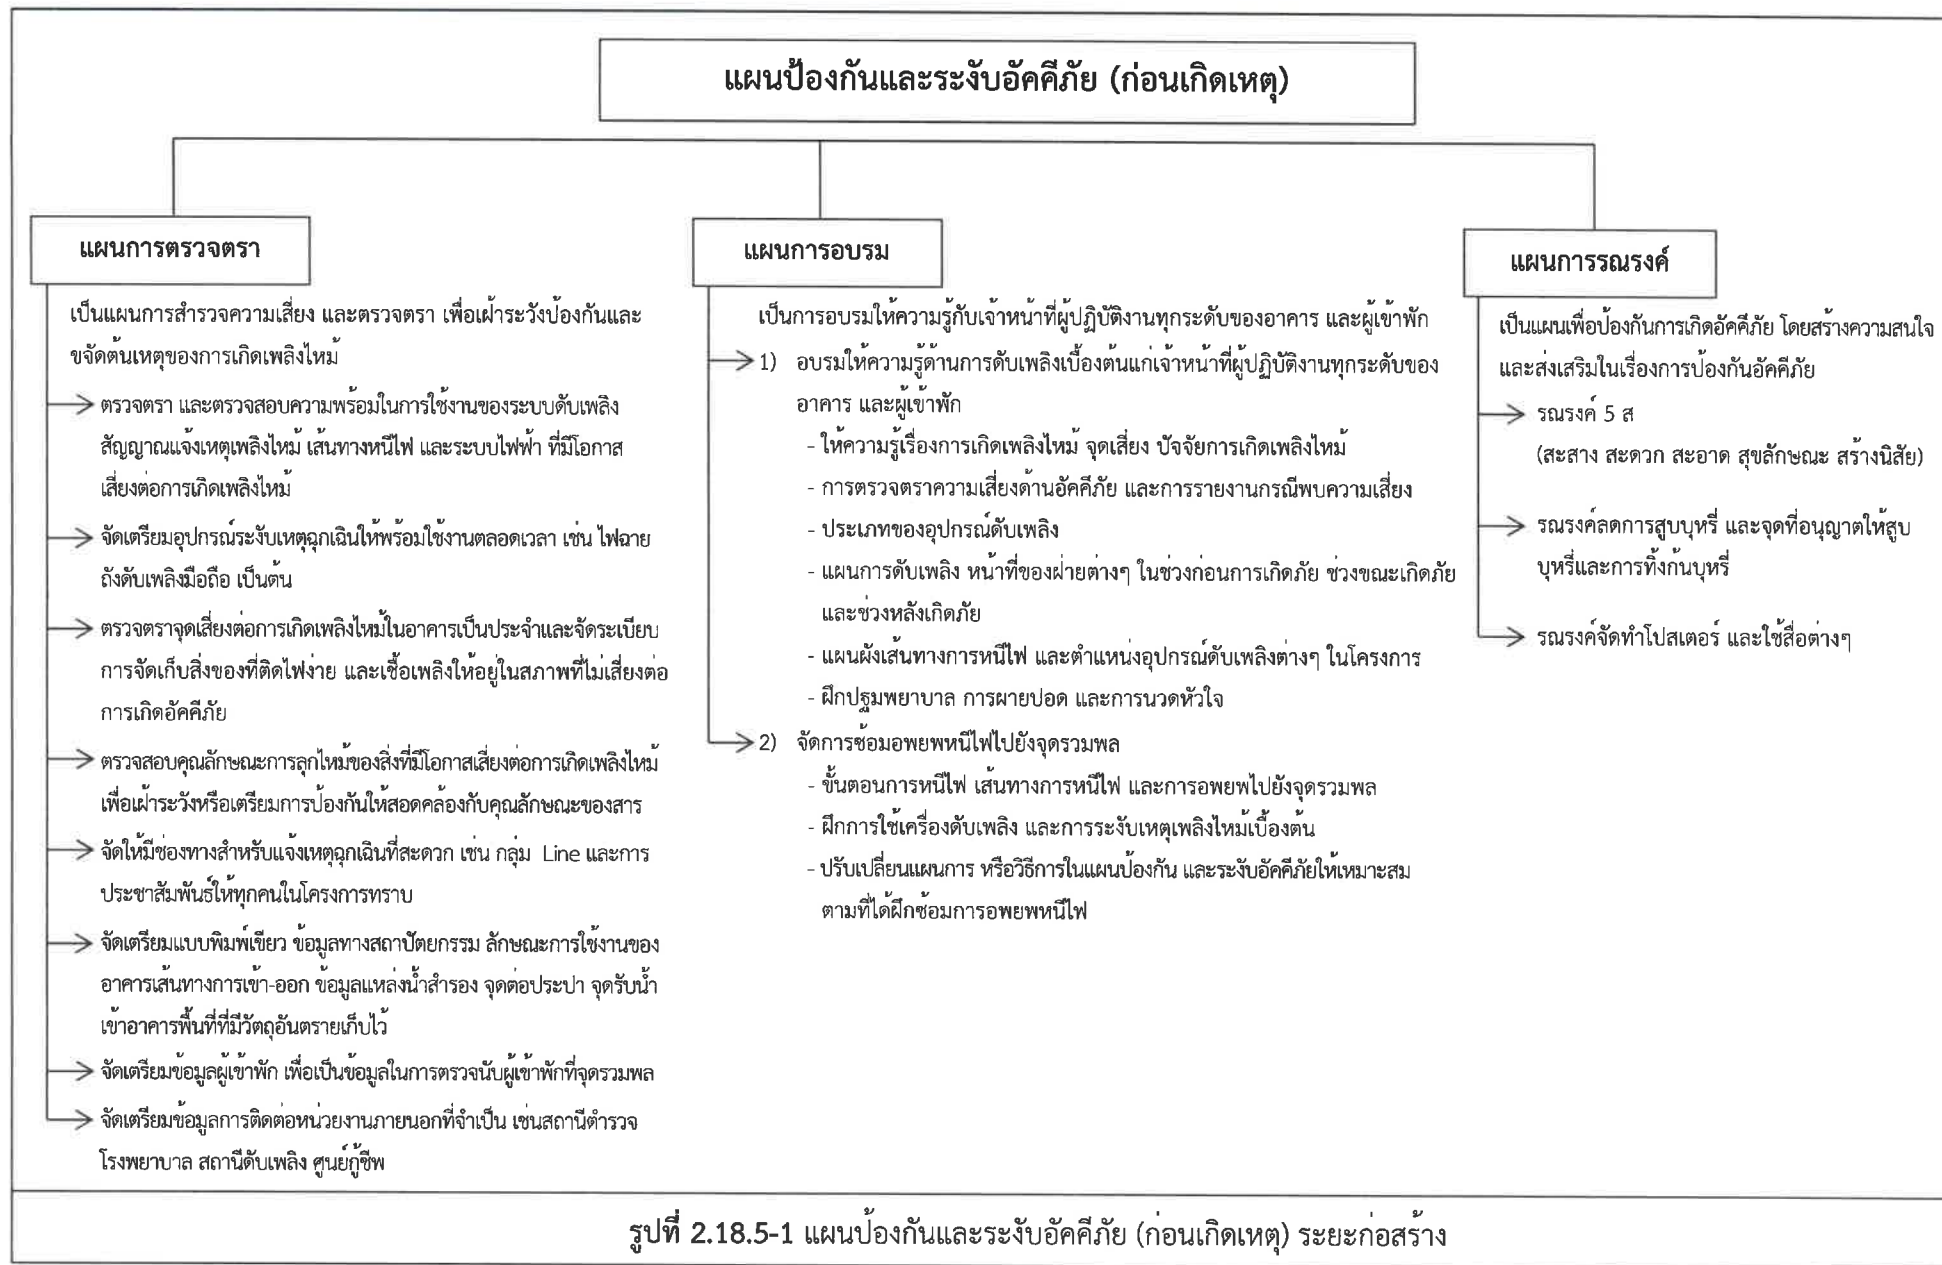 แผนป้องกันและระงับอัคคีภัย (ก่อนเกิดเหตุ)
แผนการตรวจตรา
เป็นแผนการสำรวจความเสี่ยง และตรวจตรา เพื่อเฝ้าระวังป้องกันและ
ขจัดต้นเหตุของการเกิดเพลิงไหม้
ตรวจตรา และตรวจสอบความพร้อมในการใช้งานของระบบดับเพลิง
สัญญาณแจ้งเหตุเพลิงไหม้ เส้นทางหนีไฟ และระบบไฟฟ้า ที่มีโอกาส
เสี่ยงต่อการเกิดเพลิงไหม้
จัดเตรียมอุปกรณ์ระงับเหตุฉุกเฉินให้พร้อมใช้งานตลอดเวลา เช่น ไฟฉาย
ถังดับเพลิงมือถือ เป็นต้น
ตรวจตราจุดเสี่ยงต่อการเกิดเพลิงไหม้ในอาคารเป็นประจำและจัดระเบียบ
การจัดเก็บสิ่งของที่ติดไฟง่าย และเชื้อเพลิงให้อยู่ในสภาพที่ไม่เสี่ยงต่อ
การเกิดอัคคีภัย
ตรวจสอบคุณลักษณะการลุกไหม้ของสิ่งที่มีโอกาสเสี่ยงต่อการเกิดเพลิงไหม้
เพื่อเฝ้าระวังหรือเตรียมการป้องกันให้สอดคล้องกับคุณลักษณะของสาร
จัดให้มีช่องทางสำหรับแจ้งเหตุฉุกเฉินที่สะดวก เช่น กลุ่ม Line และการ
ประชาสัมพันธ์ให้ทุกคนในโครงการทราบ
จัดเตรียมแบบพิมพ์เขียว ข้อมูลทางสถาปัตยกรรม ลักษณะการใช้งานของ
อาคารเส้นทางการเข้า-ออก ข้อมูลแหล่งน้ำสำรอง จุดต่อประปา จุดรับน้ำ
เข้าอาคารพื้นที่ที่มีวัตถุอันตรายเก็บไว้
จัดเตรียมข้อมูลผู้เข้าพัก เพื่อเป็นข้อมูลในการตรวจนับผู้เข้าพักที่จุดรวมพล
จัดเตรียมข้อมูลการติดต่อหน่วยงานภายนอกที่จำเป็น เช่นสถานีตำรวจ
โรงพยาบาล สถานีดับเพลิง ศูนย์กู้ชีพ
แผนการอบรม
เป็นการอบรมให้ความรู้กับเจ้าหน้าที่ผู้ปฏิบัติงานทุกระดับของอาคาร และผู้เข้าพัก
1) อบรมให้ความรู้ด้านการดับเพลิงเบื้องต้นแก่เจ้าหน้าที่ผู้ปฏิบัติงานทุกระดับของ
อาคาร และผู้เข้าพัก
- ให้ความรู้เรื่องการเกิดเพลิงไหม้ จุดเสี่ยง ปัจจัยการเกิดเพลิงไหม้
- การตรวจตราความเสี่ยงด้านอัคคีภัย และการรายงานกรณีพบความเสี่ยง
- ประเภทของอุปกรณ์ดับเพลิง
- แผนการดับเพลิง หน้าที่ของฝ่ายต่างๆ ในช่วงก่อนการเกิดภัย ช่วงขณะเกิดภัย
และช่วงหลังเกิดภัย
- แผนผังเส้นทางการหนีไฟ และตำแหน่งอุปกรณ์ดับเพลิงต่างๆ ในโครงการ
- ฝึกปฐมพยาบาล การผายปอด และการนวดหัวใจ
2) จัดการซ้อมอพยพหนีไฟไปยังจุดรวมพล
- ขั้นตอนการหนีไฟ เส้นทางการหนีไฟ และการอพยพไปยังจุดรวมพล
- ฝึกการใช้เครื่องดับเพลิง และการระงับเหตุเพลิงไหม้เบื้องต้น
- ปรับเปลี่ยนแผนการ หรือวิธีการในแผนป้องกัน และระงับอัคคีภัยให้เหมาะสม
ตามที่ได้ฝึกซ้อมการอพยพหนีไฟ
แผนการรณรงค์
เป็นแผนเพื่อป้องกันการเกิดอัคคีภัย โดยสร้างความสนใจ
และส่งเสริมในเรื่องการป้องกันอัคคีภัย
รณรงค์ 5 ส
(สะสาง สะดวก สะอาด สุขลักษณะ สร้างนิสัย)
รณรงค์ลดการสูบบุหรี่ และจุดที่อนุญาตให้สูบ
บุหรี่และการทิ้งก้นบุหรี่
รณรงค์จัดทำโปสเตอร์ และใช้สื่อต่างๆ
รูปที่ 2.18.5-1 แผนป้องกันและระงับอัคคีภัย (ก่อนเกิดเหตุ) ระยะก่อสร้าง